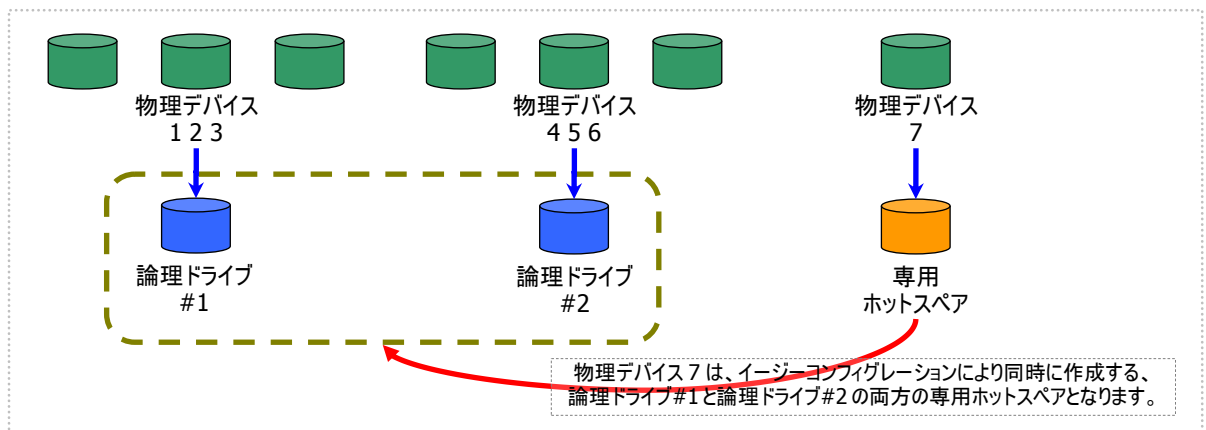 物理デバイス
1 2 3
物理デバイス
4 5 6
物理デバイス
7
論理ドライブ
#1
論理ドライブ
#2
専用
ホットスペア
物理デバイス 7 は、イージーコンフィグレーションにより同時に作成する、
論理ドライブ#1と論理ドライブ#2 の両方の専用ホットスペアとなります。